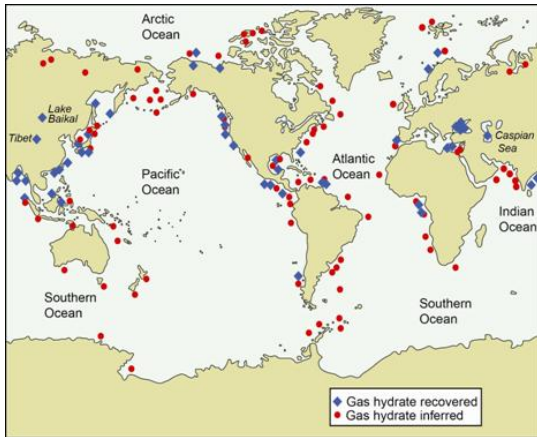 Arctic
Ocean
Lake
Baikal
Tibet
Pacific
Ocean
Atlantic
Ocean
Caspian
Sea
Indian
Ocean
Southern
Ocean
Southern
Ocean
Gas hydrate recovered
Gas hydrate inferred